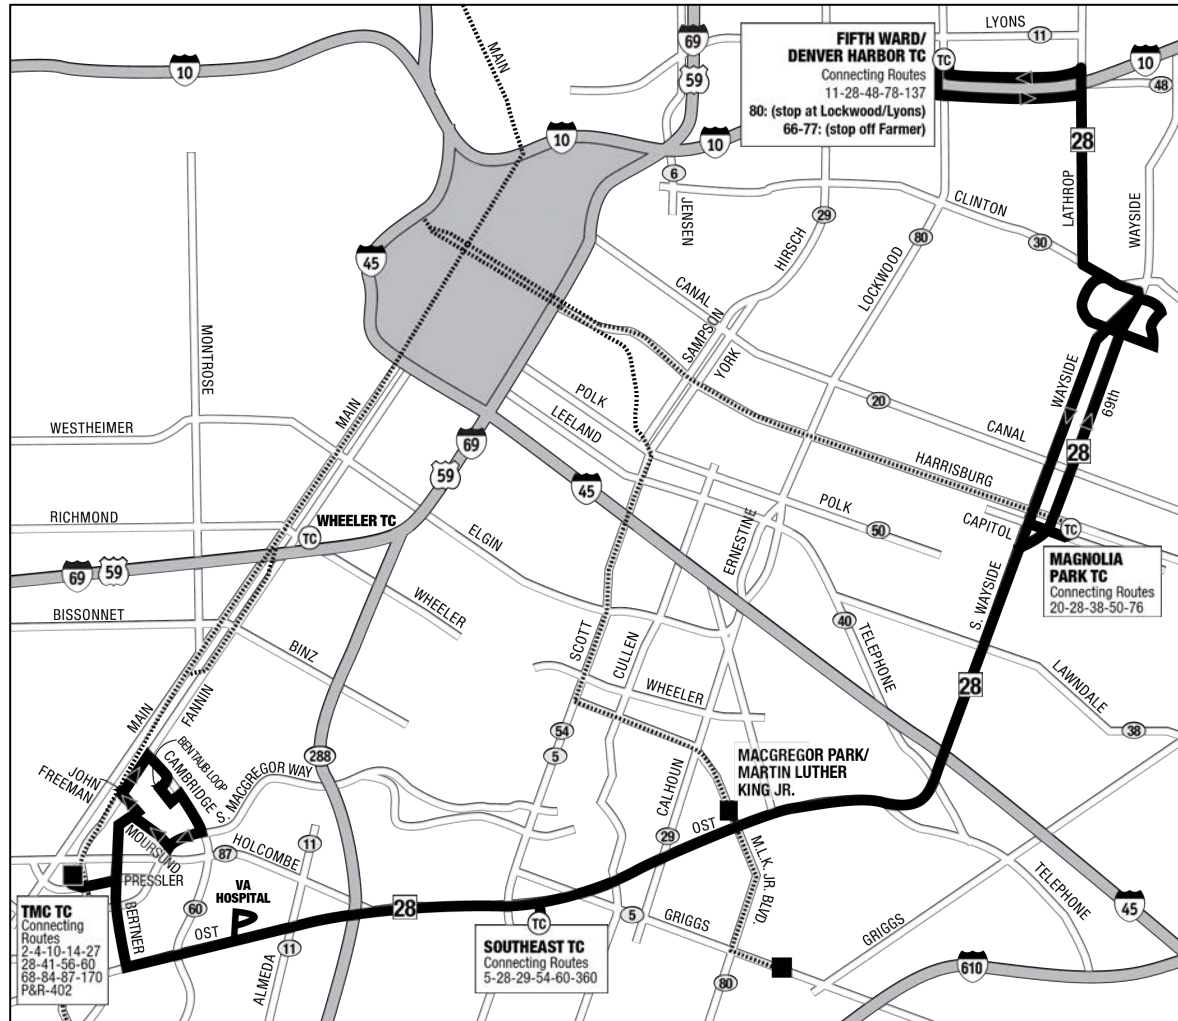 LYONS
11
69
59
MAIN
10
FIFTH WARD/
DENVER HARBOR TC
Connecting Routes
11-28-48-78-137
80: (stop at Lockwood/Lyons)
66-77: (stop off Farmer)
TC
10
48
10
10
28
6
JENSEN
29
HIRSCH
80
LOCKWOOD
CLINTON
30
LATHROP
WAYSIDE
45
CANAL
SAMPSON
YORK
MONTROSE
MAIN
POLK
LEELAND
20
CANAL
WAYSIDE
69th
28
WESTHEIMER
69
59
45
HARRISBURG
RICHMOND
WHEELER TC
TC
ELGIN
ERNESTINE
POLK
50
CAPITOL
TC
MAGNOLIA
PARK TC
Connecting Routes
20-28-38-50-76
69
59
BISSONNET
WHEELER
BINZ
SCOTT
CULLEN
WHEELER
40
TELEPHONE
S. WAYSIDE
28
LAWNDALE
38
MAIN
FANNIN
288
54
5
CALHOUN
MACGREGOR PARK/
MARTIN LUTHER
KING JR.
BEN TAUB LOOP
CAMBRIDGE
S. MACGREGOR WAY
JOHN
FREEMAN
MOURSUND
PRESSLER
87
HOLCOMBE
11
29
OST
M.L.K. JR BLVD.
TELEPHONE
45
VA
HOSPITAL
28
60
OST
BERTNER
11
ALMEDA
TC
5
GRIGGS
GRIGGS
TMC TC
Connecting
Routes
2-4-10-14-27
28-41-56-60
68-84-87-170
P&R-402
SOUTHEAST TC
Connecting Routes
5-28-29-54-60-360
80
610